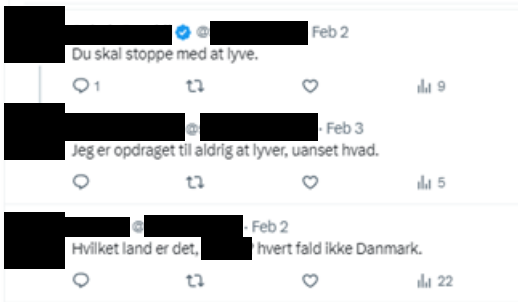 @ Feb 2
Du skal stoppe med at lyve.
1 9
@ · Feb 3
Jeg er opdraget til aldrig at lyver, uanset hvad.
5
@ · Feb 2
Hvilket land er det, hvert fald ikke Danmark.
22